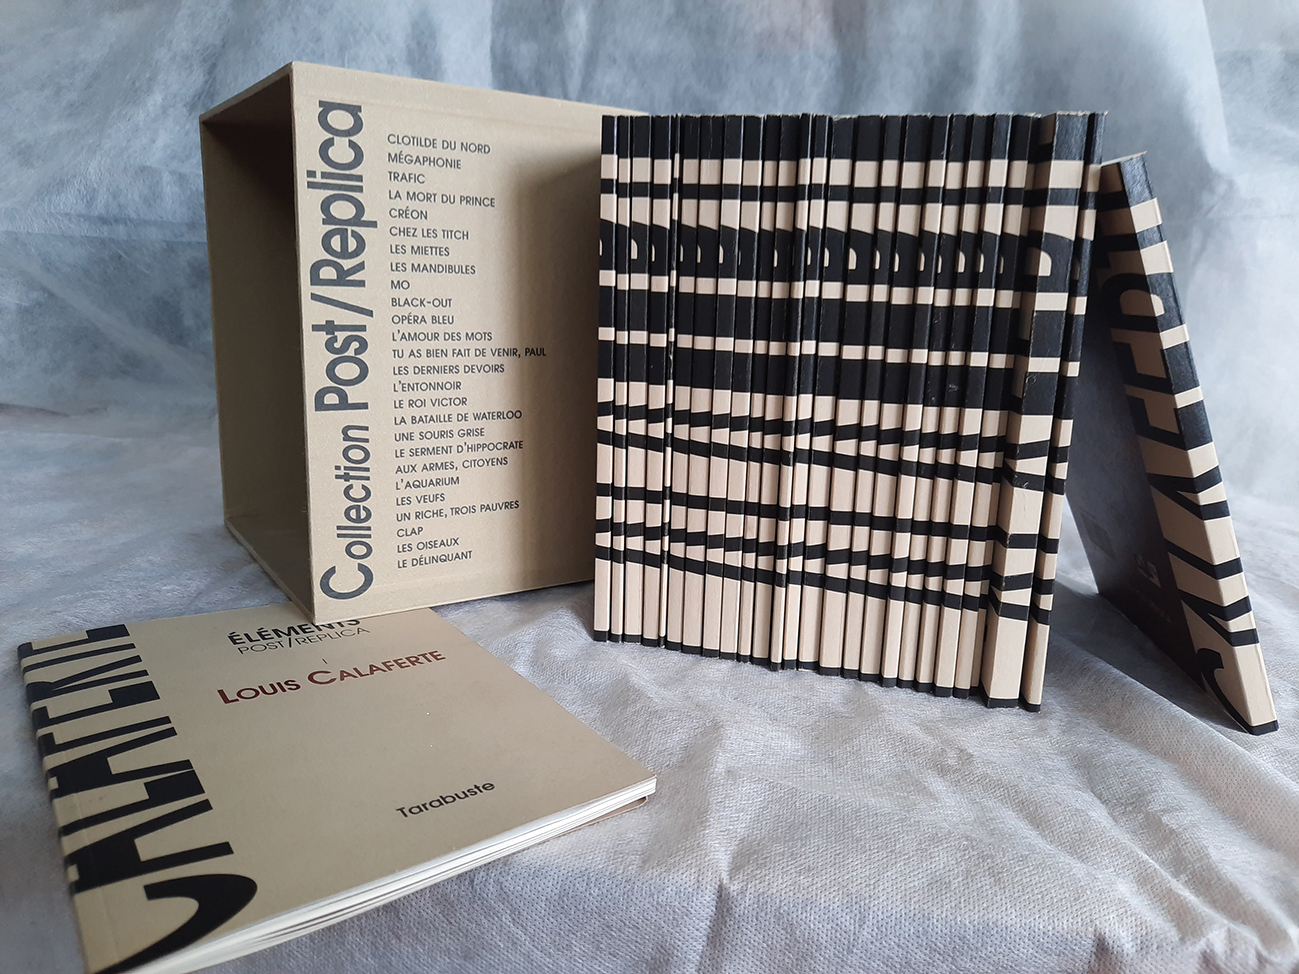 Collection Post/Replica
CLOTILDE DU NORD
MÉGAPHONIE
TRAFIC
LA MORT DU PRINCE
CRÉON
CHEZ LES TITCH
LES MIETTES
LES MANDIBULES
MO
BLACK-OUT
OPÉRA BLEU
L'AMOUR DES MOTS
TU AS BIEN FAIT DE VENIR, PAUL
LES DERNIERS DEVOIRS
L'ENTONNOIR
LE ROI VICTOR
LA BATAILLE DE WATERLOO
UNE SOURIS GRISE
LE SERMENT D'HIPPOCRATE
AUX ARMES, CITOYENS
L'AQUARIUM
LES VEUFS
UN RICHE, TROIS PAUVRES
CLAP
LES OISEAUX
LE DÉLINQUANT
CALAFERTE
ÉLÉMENTS
POST/REPLICA
I
LOUIS CALAFERTE
Tarabuste